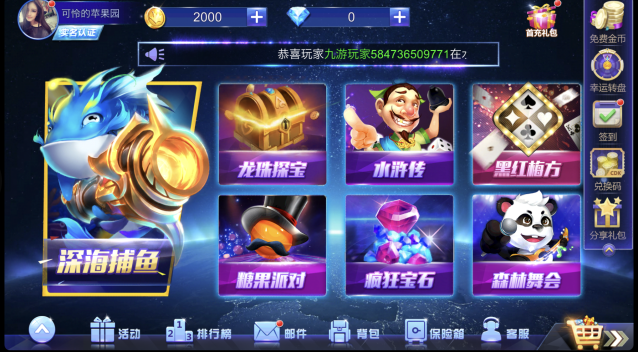 可怜的苹果园
实名认证
2000
0
首充礼包
免费金币
恭喜玩家九游玩家584736509771在
幸运转盘
签到
CDK
兑换码
分享礼包
深海捕鱼
龙珠探宝
水浒传
黑红梅方
糖果派对
疯狂宝石
森林舞会
活动
1
2
3
排行榜
邮件
背包
保险箱
客服